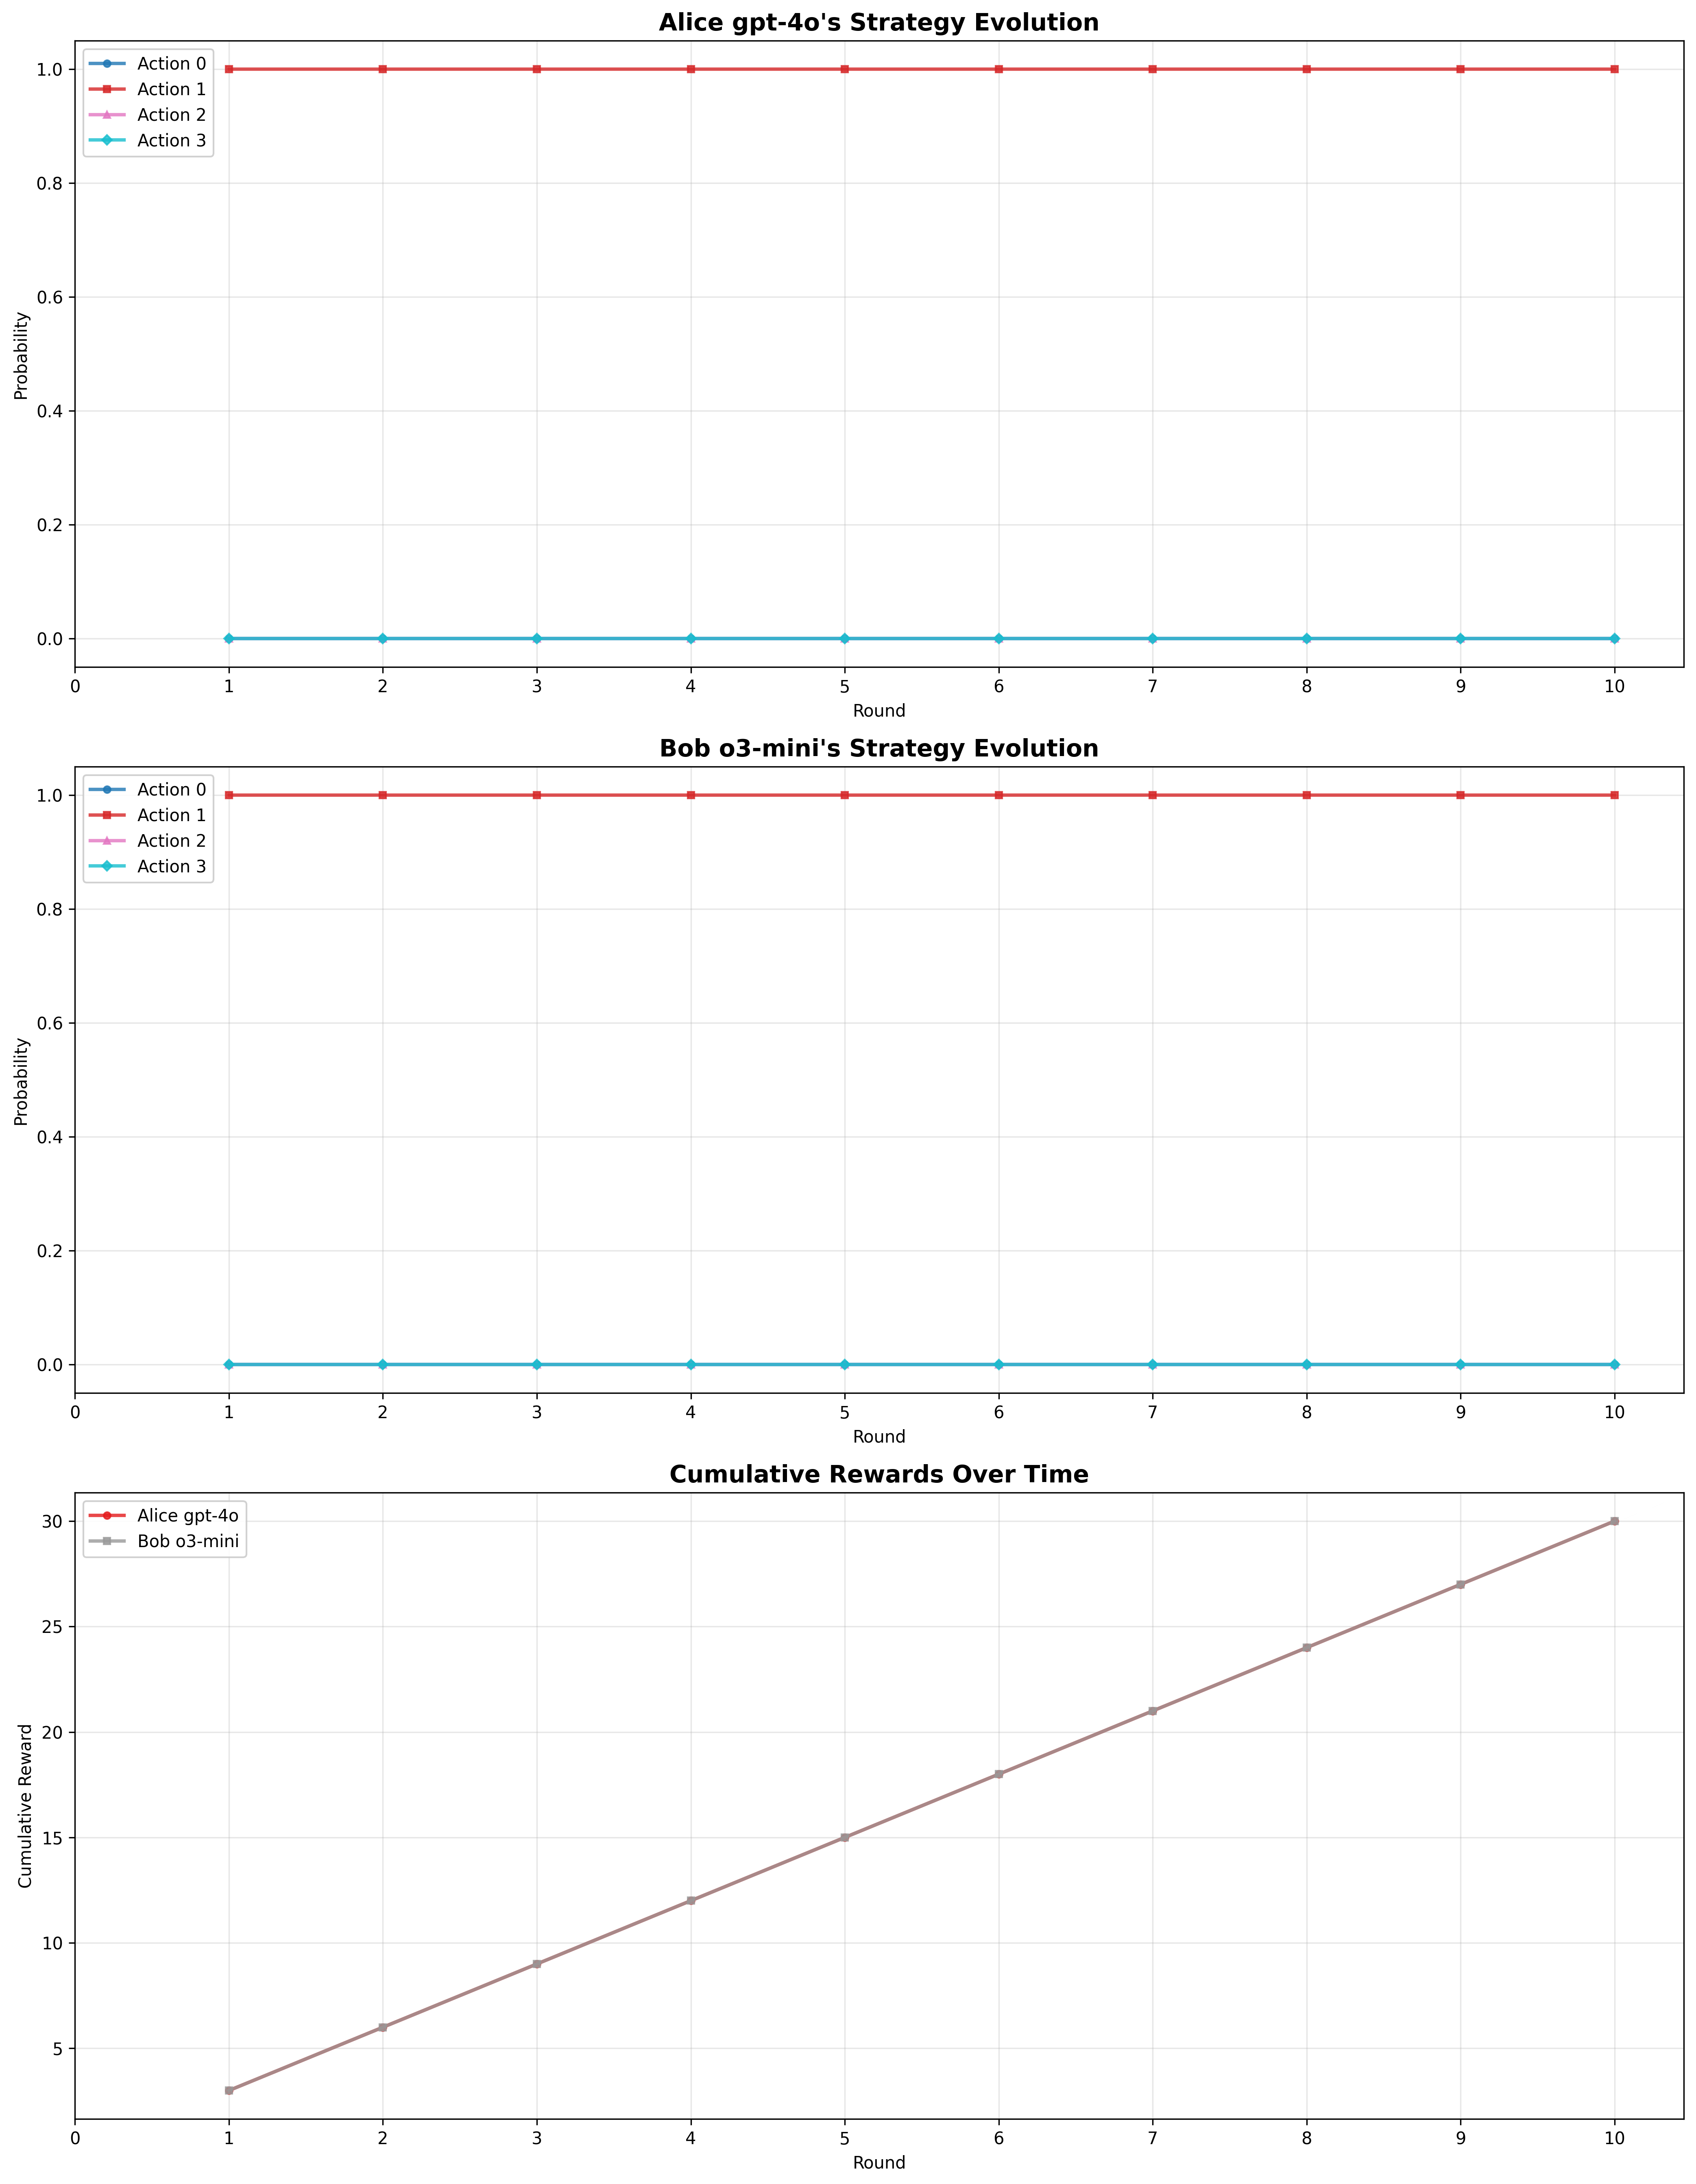 Alice gpt-4o's Strategy Evolution
Action 0
Action 1
Action 2
Action 3
1.0
0.8
0.6
0.4
0.2
0.0
Probability
0 1 2 3 4 5 6 7 8 9 10
Round
Bob o3-mini's Strategy Evolution
Action 0
Action 1
Action 2
Action 3
1.0
0.8
0.6
0.4
0.2
0.0
Probability
0 1 2 3 4 5 6 7 8 9 10
Round
Cumulative Rewards Over Time
Alice gpt-4o
Bob o3-mini
30
25
20
15
10
5
Cumulative Reward
0 1 2 3 4 5 6 7 8 9 10
Round